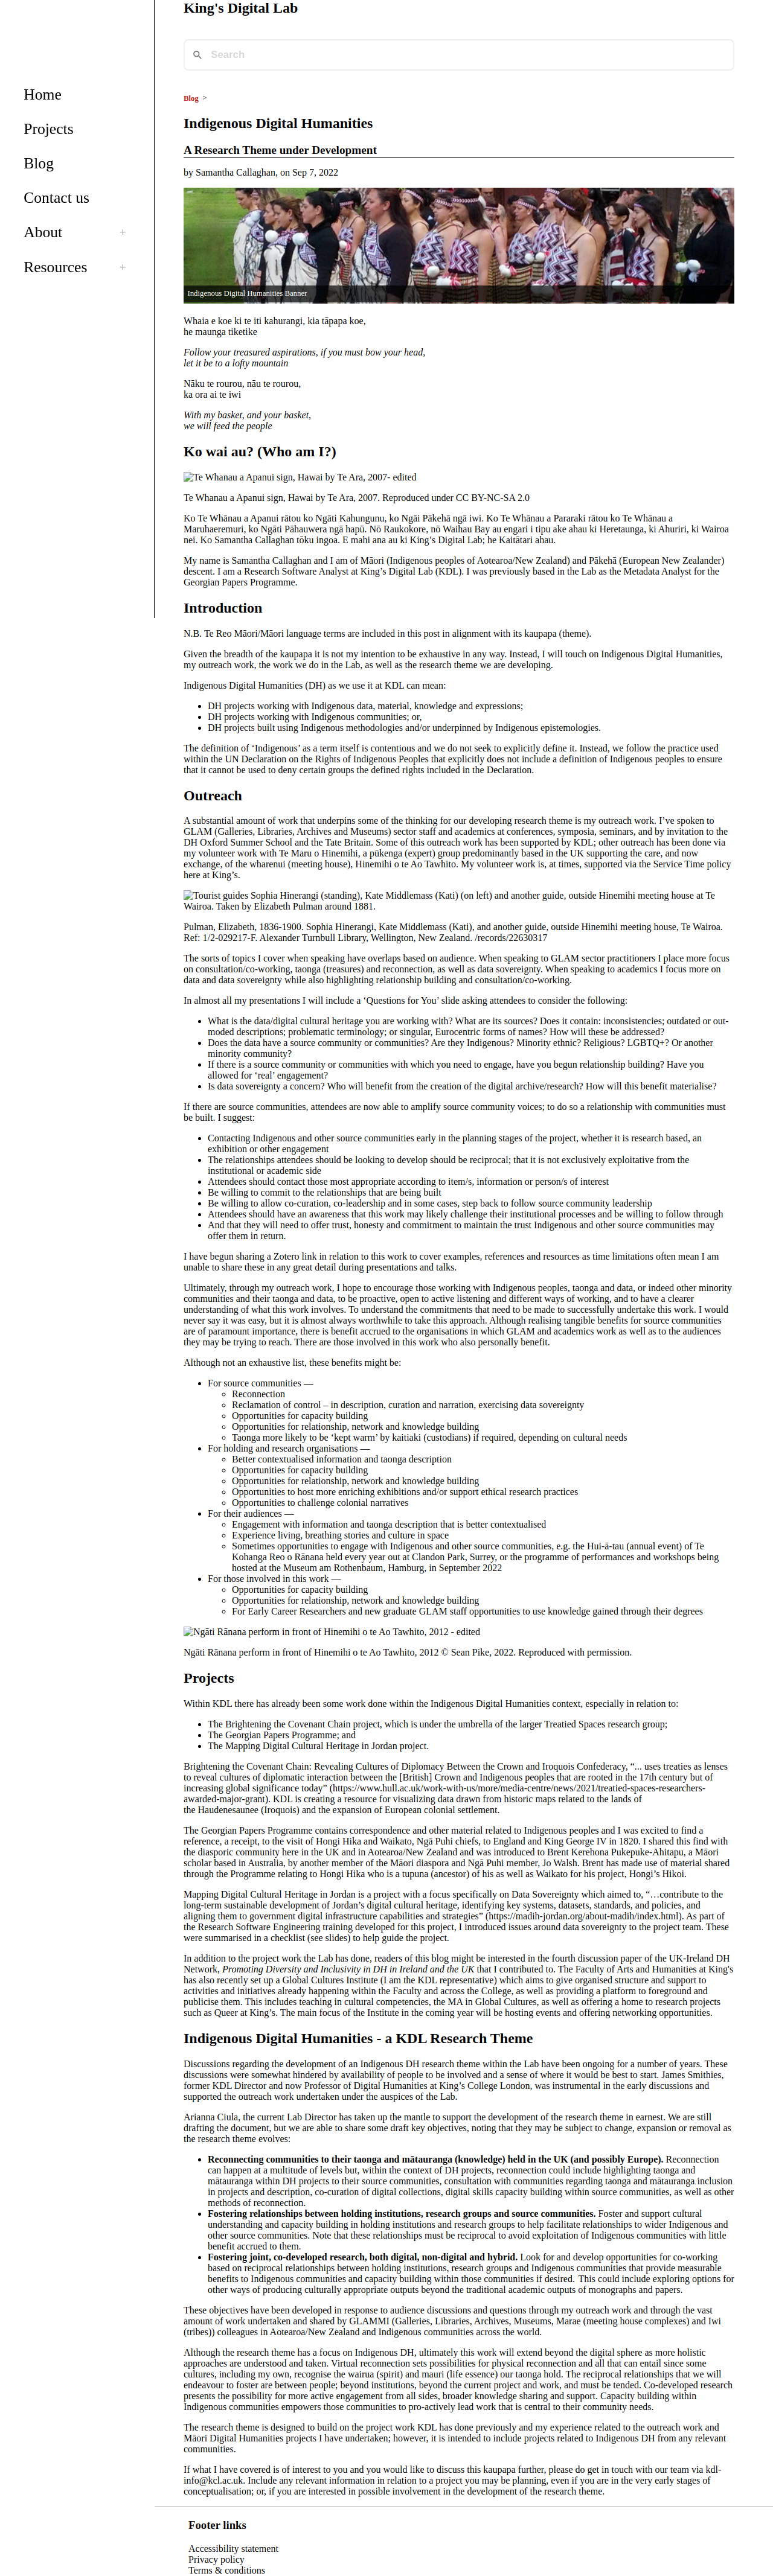 King's Digital Lab
Search
Home
Projects
Blog
Contact us
About +
Resources +
Blog >
Indigenous Digital Humanities
A Research Theme under Development
by Samantha Callaghan, on Sep 7, 2022
Indigenous Digital Humanities Banner
Whaia e koe ki te iti kahurangi, kia tāpapa koe,
he maunga tiketike
Follow your treasured aspirations, if you must bow your head,
let it be to a lofty mountain
Nāku te rourou, nāu te rourou,
ka ora ai te iwi
With my basket, and your basket,
we will feed the people
Ko wai au? (Who am I?)
Te Whanau a Apanui sign, Hawai by Te Ara, 2007- edited
Te Whanau a Apanui sign, Hawai by Te Ara, 2007. Reproduced under CC BY-NC-SA 2.0
Ko Te Whānau a Apanui rātou ko Ngāti Kahungunu, ko Ngāi Pākehā ngā iwi. Ko Te Whānau a Pararaki rātou ko Te Whānau a
Maruhaeremuri, ko Ngāti Pāhauwera ngā hapū. Nō Raukokore, nō Waihau Bay au engari i tipu ake ahau ki Heretaunga, ki Ahuriri, ki Wairoa
nei. Ko Samantha Callaghan tōku ingoa. E mahi ana au ki King’s Digital Lab; he Kaitātari ahau.
My name is Samantha Callaghan and I am of Māori (Indigenous peoples of Aotearoa/New Zealand) and Pākehā (European New Zealander)
descent. I am a Research Software Analyst at King’s Digital Lab (KDL). I was previously based in the Lab as the Metadata Analyst for the
Georgian Papers Programme.
Introduction
N.B. Te Reo Māori/Māori language terms are included in this post in alignment with its kaupapa (theme).
Given the breadth of the kaupapa it is not my intention to be exhaustive in any way. Instead, I will touch on Indigenous Digital Humanities,
my outreach work, the work we do in the Lab, as well as the research theme we are developing.
Indigenous Digital Humanities (DH) as we use it at KDL can mean:
• DH projects working with Indigenous data, material, knowledge and expressions;
• DH projects working with Indigenous communities; or,
• DH projects built using Indigenous methodologies and/or underpinned by Indigenous epistemologies.
The definition of ‘Indigenous’ as a term itself is contentious and we do not seek to explicitly define it. Instead, we follow the practice used
within the UN Declaration on the Rights of Indigenous Peoples that explicitly does not include a definition of Indigenous peoples to ensure
that it cannot be used to deny certain groups the defined rights included in the Declaration.
Outreach
A substantial amount of work that underpins some of the thinking for our developing research theme is my outreach work. I’ve spoken to
GLAM (Galleries, Libraries, Archives and Museums) sector staff and academics at conferences, symposia, seminars, and by invitation to the
DH Oxford Summer School and the Tate Britain. Some of this outreach work has been supported by KDL; other outreach has been done via
my volunteer work with Te Maru o Hinemihi, a pūkenga (expert) group predominantly based in the UK supporting the care, and now
exchange, of the wharenui (meeting house), Hinemihi o te Ao Tawhito. My volunteer work is, at times, supported via the Service Time policy
here at King’s.
Tourist guides Sophia Hinerangi (standing), Kate Middlemass (Kati) (on left) and another guide, outside Hinemihi meeting house at Te
Wairoa. Taken by Elizabeth Pulman around 1881.
Pulman, Elizabeth, 1836-1900. Sophia Hinerangi, Kate Middlemass (Kati), and another guide, outside Hinemihi meeting house, Te Wairoa.
Ref: 1/2-029217-F. Alexander Turnbull Library, Wellington, New Zealand. /records/22630317
The sorts of topics I cover when speaking have overlaps based on audience. When speaking to GLAM sector practitioners I place more focus
on consultation/co-working, taonga (treasures) and reconnection, as well as data sovereignty. When speaking to academics I focus more on
data and data sovereignty while also highlighting relationship building and consultation/co-working.
In almost all my presentations I will include a ‘Questions for You’ slide asking attendees to consider the following:
• What is the data/digital cultural heritage you are working with? What are its sources? Does it contain: inconsistencies; outdated or out-
moded descriptions; problematic terminology; or singular, Eurocentric forms of names? How will these be addressed?
• Does the data have a source community or communities? Are they Indigenous? Minority ethnic? Religious? LGBTQ+? Or another
minority community?
• If there is a source community or communities with which you need to engage, have you begun relationship building? Have you
allowed for ‘real’ engagement?
• Is data sovereignty a concern? Who will benefit from the creation of the digital archive/research? How will this benefit materialise?
If there are source communities, attendees are now able to amplify source community voices; to do so a relationship with communities must
be built. I suggest:
• Contacting Indigenous and other source communities early in the planning stages of the project, whether it is research based, an
exhibition or other engagement
• The relationships attendees should be looking to develop should be reciprocal; that it is not exclusively exploitative from the
institutional or academic side
• Attendees should contact those most appropriate according to item/s, information or person/s of interest
• Be willing to commit to the relationships that are being built
• Be willing to allow co-curation, co-leadership and in some cases, step back to follow source community leadership
• Attendees should have an awareness that this work may likely challenge their institutional processes and be willing to follow through
• And that they will need to offer trust, honesty and commitment to maintain the trust Indigenous and other source communities may
offer them in return.
I have begun sharing a Zotero link in relation to this work to cover examples, references and resources as time limitations often mean I am
unable to share these in any great detail during presentations and talks.
Ultimately, through my outreach work, I hope to encourage those working with Indigenous peoples, taonga and data, or indeed other minority
communities and their taonga and data, to be proactive, open to active listening and different ways of working, and to have a clearer
understanding of what this work involves. To understand the commitments that need to be made to successfully undertake this work. I would
never say it was easy, but it is almost always worthwhile to take this approach. Although realising tangible benefits for source communities
are of paramount importance, there is benefit accrued to the organisations in which GLAM and academics work as well as to the audiences
they may be trying to reach. There are those involved in this work who also personally benefit.
Although not an exhaustive list, these benefits might be:
• For source communities —
◦ Reconnection
◦ Reclamation of control – in description, curation and narration, exercising data sovereignty
◦ Opportunities for capacity building
◦ Opportunities for relationship, network and knowledge building
◦ Taonga more likely to be ‘kept warm’ by kaitiaki (custodians) if required, depending on cultural needs
• For holding and research organisations —
◦ Better contextualised information and taonga description
◦ Opportunities for capacity building
◦ Opportunities for relationship, network and knowledge building
◦ Opportunities to host more enriching exhibitions and/or support ethical research practices
◦ Opportunities to challenge colonial narratives
• For their audiences —
◦ Engagement with information and taonga description that is better contextualised
◦ Experience living, breathing stories and culture in space
◦ Sometimes opportunities to engage with Indigenous and other source communities, e.g. the Hui-ā-tau (annual event) of Te
Kohanga Reo o Rānana held every year out at Clandon Park, Surrey, or the programme of performances and workshops being
hosted at the Museum am Rothenbaum, Hamburg, in September 2022
• For those involved in this work —
◦ Opportunities for capacity building
◦ Opportunities for relationship, network and knowledge building
◦ For Early Career Researchers and new graduate GLAM staff opportunities to use knowledge gained through their degrees
Ngāti Rānana perform in front of Hinemihi o te Ao Tawhito, 2012 - edited
Ngāti Rānana perform in front of Hinemihi o te Ao Tawhito, 2012 © Sean Pike, 2022. Reproduced with permission.
Projects
Within KDL there has already been some work done within the Indigenous Digital Humanities context, especially in relation to:
• The Brightening the Covenant Chain project, which is under the umbrella of the larger Treatied Spaces research group;
• The Georgian Papers Programme; and
• The Mapping Digital Cultural Heritage in Jordan project.
Brightening the Covenant Chain: Revealing Cultures of Diplomacy Between the Crown and Iroquois Confederacy, “... uses treaties as lenses
to reveal cultures of diplomatic interaction between the [British] Crown and Indigenous peoples that are rooted in the 17th century but of
increasing global significance today” (https://www.hull.ac.uk/work-with-us/more/media-centre/news/2021/treatied-spaces-researchers-
awarded-major-grant). KDL is creating a resource for visualizing data drawn from historic maps related to the lands of
the Haudenesaunee (Iroquois) and the expansion of European colonial settlement.
The Georgian Papers Programme contains correspondence and other material related to Indigenous peoples and I was excited to find a
reference, a receipt, to the visit of Hongi Hika and Waikato, Ngā Puhi chiefs, to England and King George IV in 1820. I shared this find with
the diasporic community here in the UK and in Aotearoa/New Zealand and was introduced to Brent Kerehona Pukepuke-Ahitapu, a Māori
scholar based in Australia, by another member of the Māori diaspora and Ngā Puhi member, Jo Walsh. Brent has made use of material shared
through the Programme relating to Hongi Hika who is a tupuna (ancestor) of his as well as Waikato for his project, Hongi’s Hikoi.
Mapping Digital Cultural Heritage in Jordan is a project with a focus specifically on Data Sovereignty which aimed to, “…contribute to the
long-term sustainable development of Jordan’s digital cultural heritage, identifying key systems, datasets, standards, and policies, and
aligning them to government digital infrastructure capabilities and strategies” (https://madih-jordan.org/about-madih/index.html). As part of
the Research Software Engineering training developed for this project, I introduced issues around data sovereignty to the project team. These
were summarised in a checklist (see slides) to help guide the project.
In addition to the project work the Lab has done, readers of this blog might be interested in the fourth discussion paper of the UK-Ireland DH
Network, Promoting Diversity and Inclusivity in DH in Ireland and the UK that I contributed to. The Faculty of Arts and Humanities at King's
has also recently set up a Global Cultures Institute (I am the KDL representative) which aims to give organised structure and support to
activities and initiatives already happening within the Faculty and across the College, as well as providing a platform to foreground and
publicise them. This includes teaching in cultural competencies, the MA in Global Cultures, as well as offering a home to research projects
such as Queer at King’s. The main focus of the Institute in the coming year will be hosting events and offering networking opportunities.
Indigenous Digital Humanities - a KDL Research Theme
Discussions regarding the development of an Indigenous DH research theme within the Lab have been ongoing for a number of years. These
discussions were somewhat hindered by availability of people to be involved and a sense of where it would be best to start. James Smithies,
former KDL Director and now Professor of Digital Humanities at King’s College London, was instrumental in the early discussions and
supported the outreach work undertaken under the auspices of the Lab.
Arianna Ciula, the current Lab Director has taken up the mantle to support the development of the research theme in earnest. We are still
drafting the document, but we are able to share some draft key objectives, noting that they may be subject to change, expansion or removal as
the research theme evolves:
• Reconnecting communities to their taonga and mātauranga (knowledge) held in the UK (and possibly Europe). Reconnection
can happen at a multitude of levels but, within the context of DH projects, reconnection could include highlighting taonga and
mātauranga within DH projects to their source communities, consultation with communities regarding taonga and mātauranga inclusion
in projects and description, co-curation of digital collections, digital skills capacity building within source communities, as well as other
methods of reconnection.
• Fostering relationships between holding institutions, research groups and source communities. Foster and support cultural
understanding and capacity building in holding institutions and research groups to help facilitate relationships to wider Indigenous and
other source communities. Note that these relationships must be reciprocal to avoid exploitation of Indigenous communities with little
benefit accrued to them.
• Fostering joint, co-developed research, both digital, non-digital and hybrid. Look for and develop opportunities for co-working
based on reciprocal relationships between holding institutions, research groups and Indigenous communities that provide measurable
benefits to Indigenous communities and capacity building within those communities if desired. This could include exploring options for
other ways of producing culturally appropriate outputs beyond the traditional academic outputs of monographs and papers.
These objectives have been developed in response to audience discussions and questions through my outreach work and through the vast
amount of work undertaken and shared by GLAMMI (Galleries, Libraries, Archives, Museums, Marae (meeting house complexes) and Iwi
(tribes)) colleagues in Aotearoa/New Zealand and Indigenous communities across the world.
Although the research theme has a focus on Indigenous DH, ultimately this work will extend beyond the digital sphere as more holistic
approaches are understood and taken. Virtual reconnection sets possibilities for physical reconnection and all that can entail since some
cultures, including my own, recognise the wairua (spirit) and mauri (life essence) our taonga hold. The reciprocal relationships that we will
endeavour to foster are between people; beyond institutions, beyond the current project and work, and must be tended. Co-developed research
presents the possibility for more active engagement from all sides, broader knowledge sharing and support. Capacity building within
Indigenous communities empowers those communities to pro-actively lead work that is central to their community needs.
The research theme is designed to build on the project work KDL has done previously and my experience related to the outreach work and
Māori Digital Humanities projects I have undertaken; however, it is intended to include projects related to Indigenous DH from any relevant
communities.
If what I have covered is of interest to you and you would like to discuss this kaupapa further, please do get in touch with our team via kdl-
info@kcl.ac.uk. Include any relevant information in relation to a project you may be planning, even if you are in the very early stages of
conceptualisation; or, if you are interested in possible involvement in the development of the research theme.
Footer links
Accessibility statement
Privacy policy
Terms & conditions